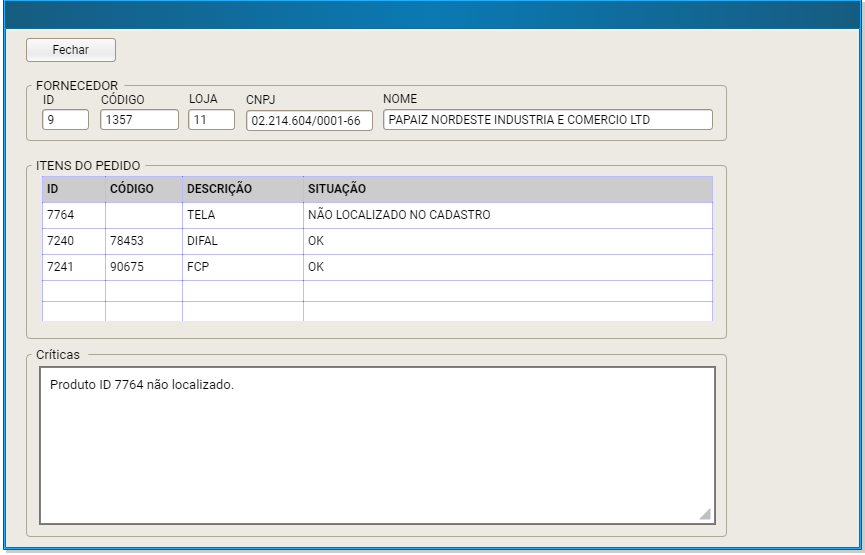 Fechar
FORNECEDOR
ID CÓDIGO LOJA CNPJ NOME
9 1357 11 02.214.604/0001-66 PAPAIZ NORDESTE INDUSTRIA E COMERCIO LTD
ITENS DO PEDIDO
ID CÓDIGO DESCRIÇÃO SITUAÇÃO
7764 TELA NÃO LOCALIZADO NO CADASTRO
7240 78453 DIFAL OK
7241 90675 FCP OK
Críticas
Produto ID 7764 não localizado.